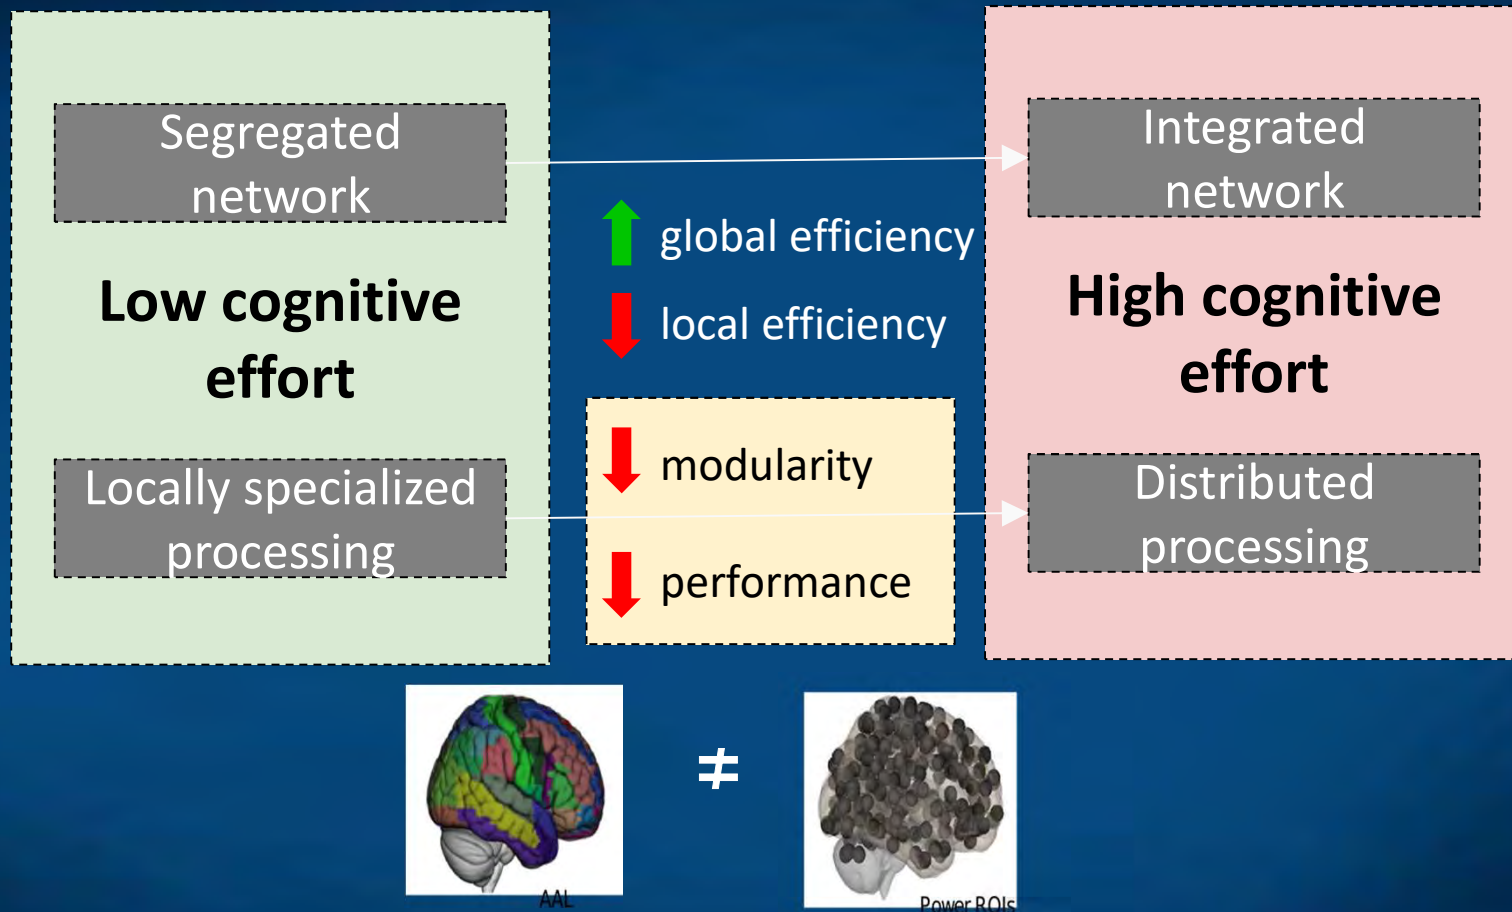 Segregated
network
Low cognitive
effort
Locally specialized
processing
global efficiency
local efficiency
modularity
performance
Integrated
network
High cognitive
effort
Distributed
processing
AAL
≠
Power ROIs